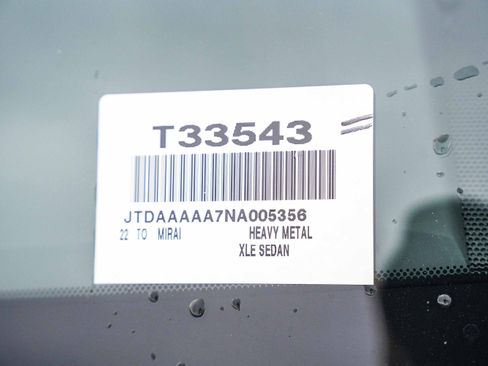 T33543
JTDAAAAA7NA005356
22 TO MIRAI HEAVY METAL
XLE SEDAN